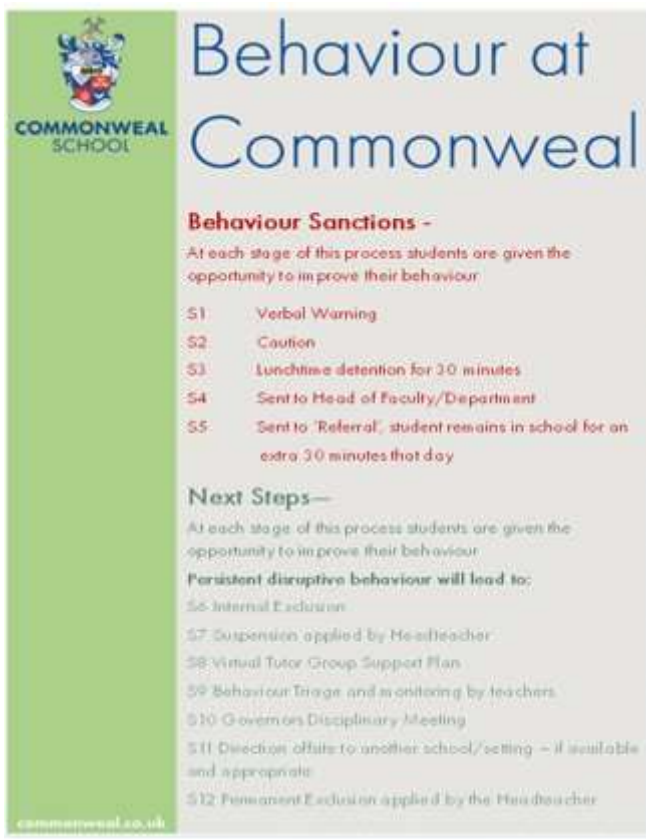 COMMONWEAL
SCHOOL
Behaviour at
Commonweal
Behaviour Sanctions -
At each stage of this process students are given the
opportunity to improve their behaviour
S1 Verbal Warning
S2 Caution
S3 Lunchtime detention for 30 minutes
S4 Sent to Head of Faculty/Department
S5 Sent to 'Referral', student remains in school for an
extra 30 minutes that day
Next Steps—
At each stage of this process students are given the
opportunity to improve their behaviour
Persistent disruptive behaviour will lead to:
S6 Internal Exclusion
S7 Suspension applied by Headteacher
S8 Virtual Tutor Group Support Plan
S9 Behaviour Triage and monitoring by teachers
S10 Governors Disciplinary Meeting
S11 Direction offsite to another school/setting – if available
and appropriate
S12 Permanent Exclusion applied by the Headteacher
commonweal.co.uk